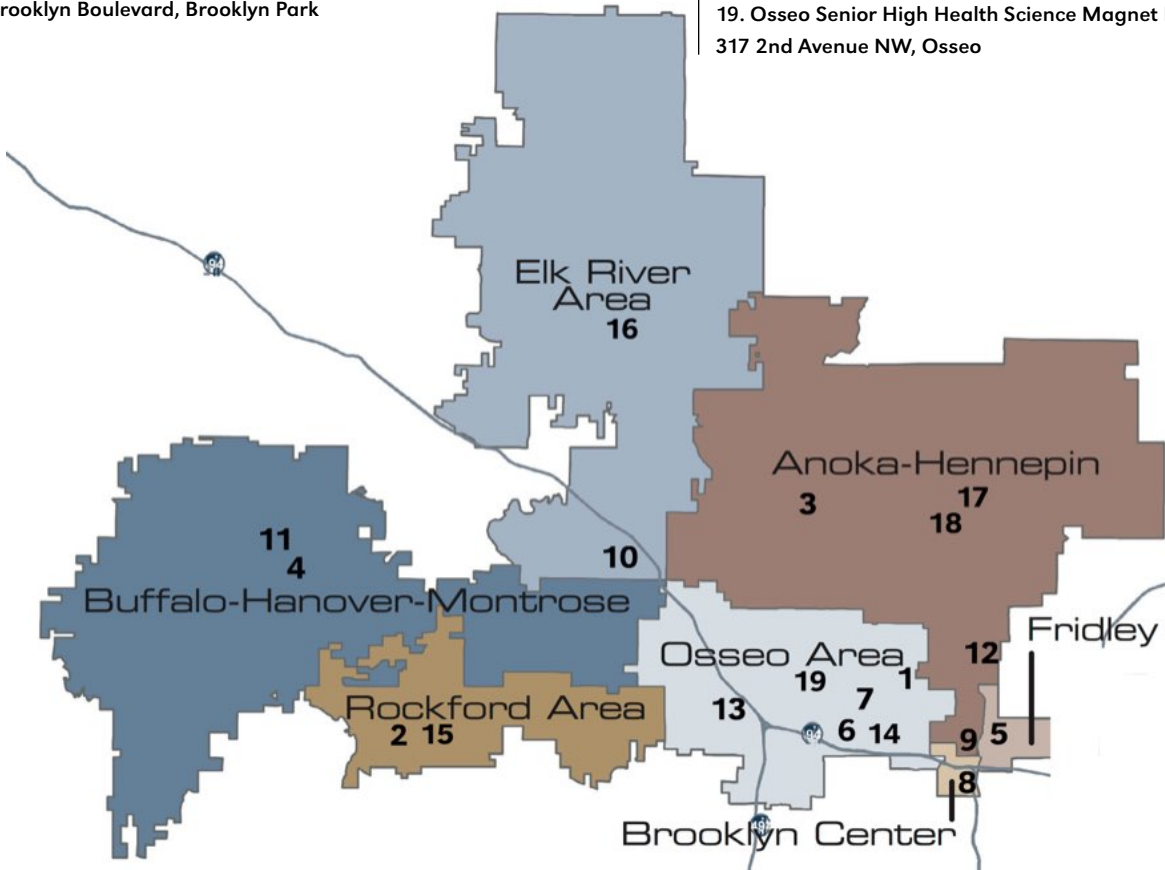 rooklyn Boulevard, Brooklyn Park
19. Osseo Senior High Health Science Magnet
317 2nd Avenue NW, Osseo
94
Elk River
Area
16
Anoka-Hennepin
17
3
18
11
10
4
Buffalo-Hanover-Montrose
Fridley
12
Osseo Area
1
19
7
Rockford Area
13
2 15
94
6
14
9
5
8
Brooklyn Center